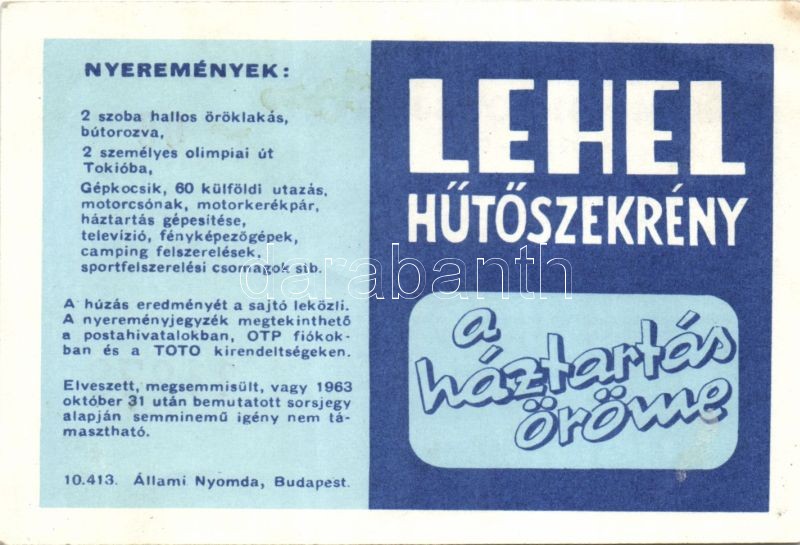 NYEREMÉNYEK:
2 szoba hallos öröklakás,
bútorozva,
2 személyes olimpiai út
Tokióba,
Gépkocsik, 60 külföldi utazás,
motorcsónak, motorkerékpár,
háztartás gépesitése,
televízió, fényképezőgépek,
camping felszerelések,
sportfelszerelési csomagok stb.
A húzás eredményét a sajtó leközli.
A nyereményjegyzék megtekinthető
a postahivatalokban, OTP fiókok-
ban és a TOTO kirendeltségeken.
Elveszett, megsemmisült, vagy 1963
október 31 után bemutatott sorsjegy
alapján semminemű igény nem tá-
masztható.
10.413. Állami Nyomda, Budapest.
LEHEL
HŰTŐSZEKRÉNY
a
háztartás
öröme
darabanth